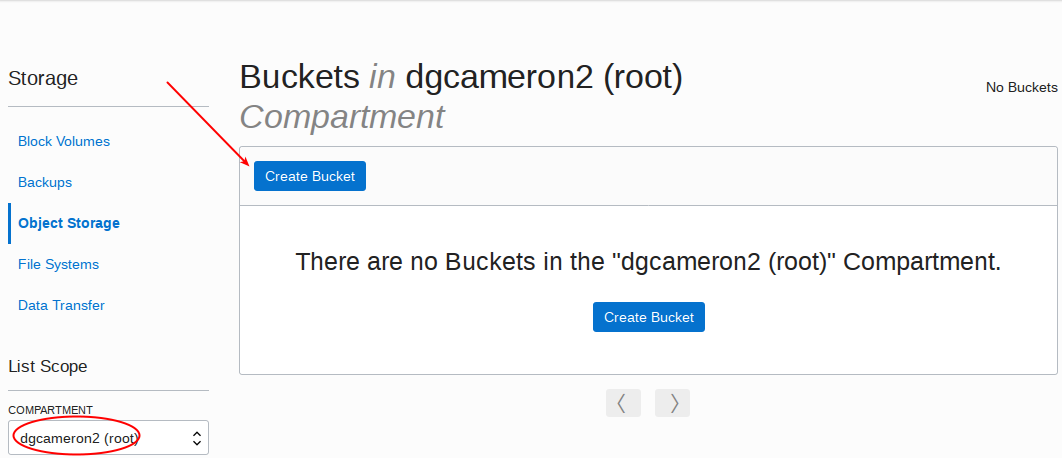 Storage
Block Volumes
Backups
Object Storage
File Systems
Data Transfer
List Scope
COMPARTMENT
dgcameron2 (root)
Buckets in dgcameron2 (root)
Compartment
No Buckets
Create Bucket
There are no Buckets in the "dgcameron2 (root)" Compartment.
Create Bucket